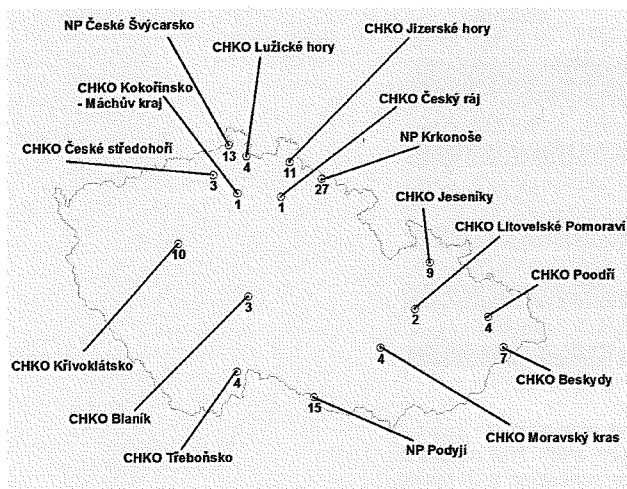 NP České Švýcarsko
CHKO Lužické hory
CHKO Jizerské hory
CHKO Kokořínsko
- Máchův kraj
CHKO Český ráj
CHKO České středohoří
NP Krkonoše
13
4
11
3
27
1
1
CHKO Jeseníky
CHKO Litovelské Pomoraví
10
9
CHKO Poodří
3
2
4
4
7
CHKO Křivoklátsko
4
CHKO Beskydy
15
CHKO Blaník
CHKO Moravský kras
NP Podyjí
CHKO Třeboňsko